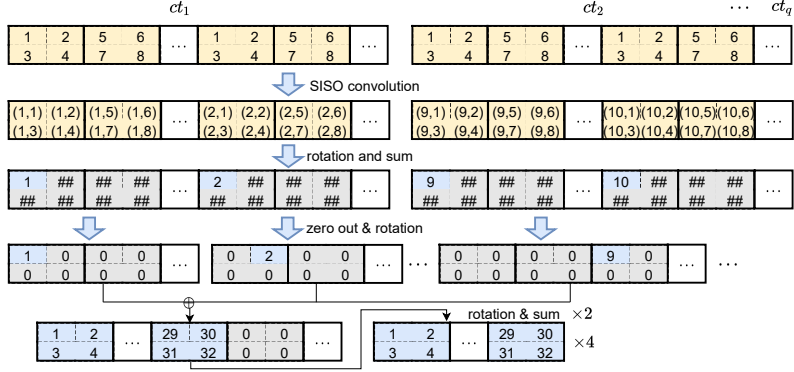 ct1 ct2 ⋯ ctq
1 2 5 6 ⋯ 1 2 5 6 1 2 5 6 ⋯ 1 2 5 6
3 4 7 8 3 4 7 8 3 4 7 8 3 4 7 8
SISO convolution
(1,1) (1,2) (1,5) (1,6) ⋯ (2,1) (2,2) (2,5) (2,6) (9,1) (9,2) (9,5) (9,6) ⋯ (10,1) (10,2) (10,5) (10,6)
(1,3) (1,4) (1,7) (1,8) (2,3) (2,4) (2,7) (2,8) (9,3) (9,4) (9,7) (9,8) (10,3) (10,4) (10,7) (10,8)
rotation and sum
1 ## ## ## ⋯ 2 ## ## ## 9 ## ## ## ⋯ 10 ## ## ##
## ## ## ## ## ## ## ## ## ## ## ## ## ## ## ##
zero out & rotation
1 0 0 0 ⋯ 0 2 0 0 ⋯ ⋯ 0 0 0 0 9 0 ⋯ ⋯
0 0 0 0 0 0 0 0 0 0 0 0 0 0
⊕
rotation & sum ×2
1 2 ⋯ 29 30 0 0 ⋯ 1 2 ⋯ 29 30 ×4
3 4 31 32 0 0 3 4 31 32